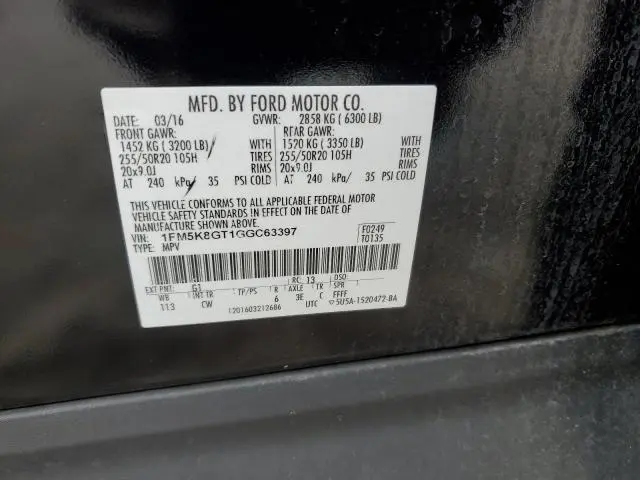 MFD. BY FORD MOTOR CO.
DATE: 03/16 GVWR: 2858 KG ( 6300 LB)
FRONT GAWR: REAR GAWR:
1452 KG ( 3200 LB) WITH 1520 KG ( 3350 LB) WITH
255/50R20 105H TIRES 255/50R20 105H TIRES
20x9.0J RIMS 20x9.0J RIMS
AT 240 kPa/ 35 PSI COLD AT 240 kPa/ 35 PSI COLD
THIS VEHICLE CONFORMS TO ALL APPLICABLE FEDERAL MOTOR
VEHICLE SAFETY STANDARDS IN EFFECT ON THE DATE OF
MANUFACTURE SHOWN ABOVE.
VIN: 1FM5K8GT1GGC63397 F0249
TYPE: MPV T0135
EXT PNT: G1 RC: 13 DSO:
WB INT TR TP/PS R AXLE TR
113 CW 6 3E C FFFF
1201603212686 UTC 5U5A-1520472-BA